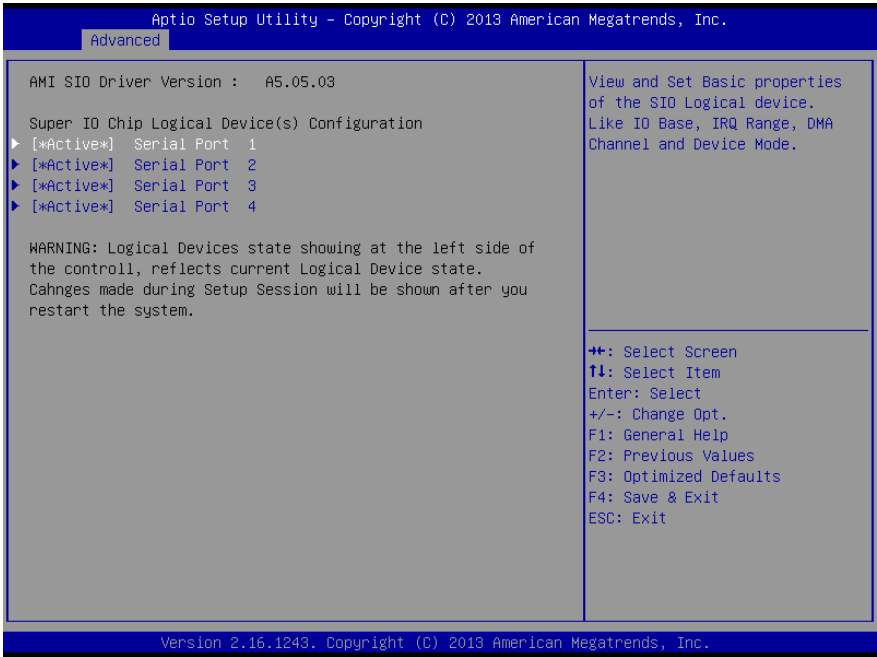 Aptio Setup Utility – Copyright (C) 2013 American Megatrends, Inc.
Advanced
AMI SIO Driver Version : A5.05.03
Super IO Chip Logical Device(s) Configuration
[*Active*] Serial Port 1
[*Active*] Serial Port 2
[*Active*] Serial Port 3
[*Active*] Serial Port 4
WARNING: Logical Devices state showing at the left side of
the controll, reflects current Logical Device state.
Cahnges made during Setup Session will be shown after you
restart the system.
View and Set Basic properties
of the SIO Logical device.
Like IO Base, IRQ Range, DMA
Channel and Device Mode.
→←: Select Screen
↑↓: Select Item
Enter: Select
+/-: Change Opt.
F1: General Help
F2: Previous Values
F3: Optimized Defaults
F4: Save & Exit
ESC: Exit
Version 2.16.1243. Copyright (C) 2013 American Megatrends, Inc.